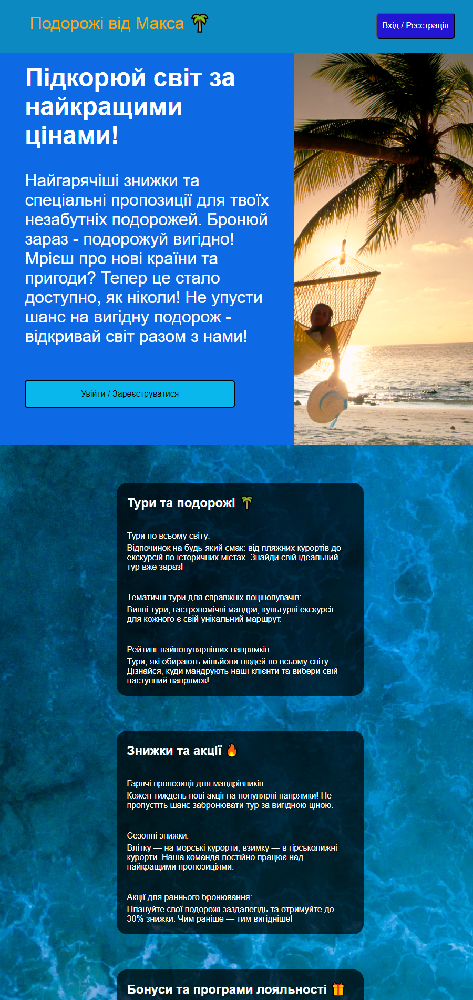 Подорожі від Макса 🌴
Вхід / Реєстрація
Підкорюй світ за
найкращими
цінами!
Найгарячіші знижки та
спеціальні пропозиції для твоїх
незабутніх подорожей. Бронюй
зараз - подорожуй вигідно!
Мрієш про нові країни та
пригоди? Тепер це стало
доступно, як ніколи! Не упусти
шанс на вигідну подорож -
відкривай світ разом з нами!
Увійти / Зареєструватися
Тури та подорожі 🌴
Тури по всьому світу:
Відпочинок на будь-який смак: від пляжних курортів до
екскурсій по історичних містах. Знайди свій ідеальний
тур вже зараз!
Тематичні тури для справжніх поціновувачів:
Винні тури, гастрономічні мандри, культурні екскурсії —
для кожного є свій унікальний маршрут.
Рейтинг найпопулярніших напрямків:
Тури, які обирають мільйони людей по всьому світу.
Дізнайся, куди мандрують наші клієнти та вибери свій
наступний напрямок!
Знижки та акції 🔥
Гарячі пропозиції для мандрівників:
Кожен тиждень нові акції на популярні напрямки! Не
пропустіть шанс забронювати тур за вигідною ціною.
Сезонні знижки:
Влітку — на морські курорти, взимку — в гірськолижні
курорти. Наша команда постійно працює над
найкращими пропозиціями.
Акції для раннього бронювання:
Плануйте свої подорожі заздалегідь та отримуйте до
30% знижки. Чим раніше — тим вигідніше!
Бонуси та програми лояльності 🎁